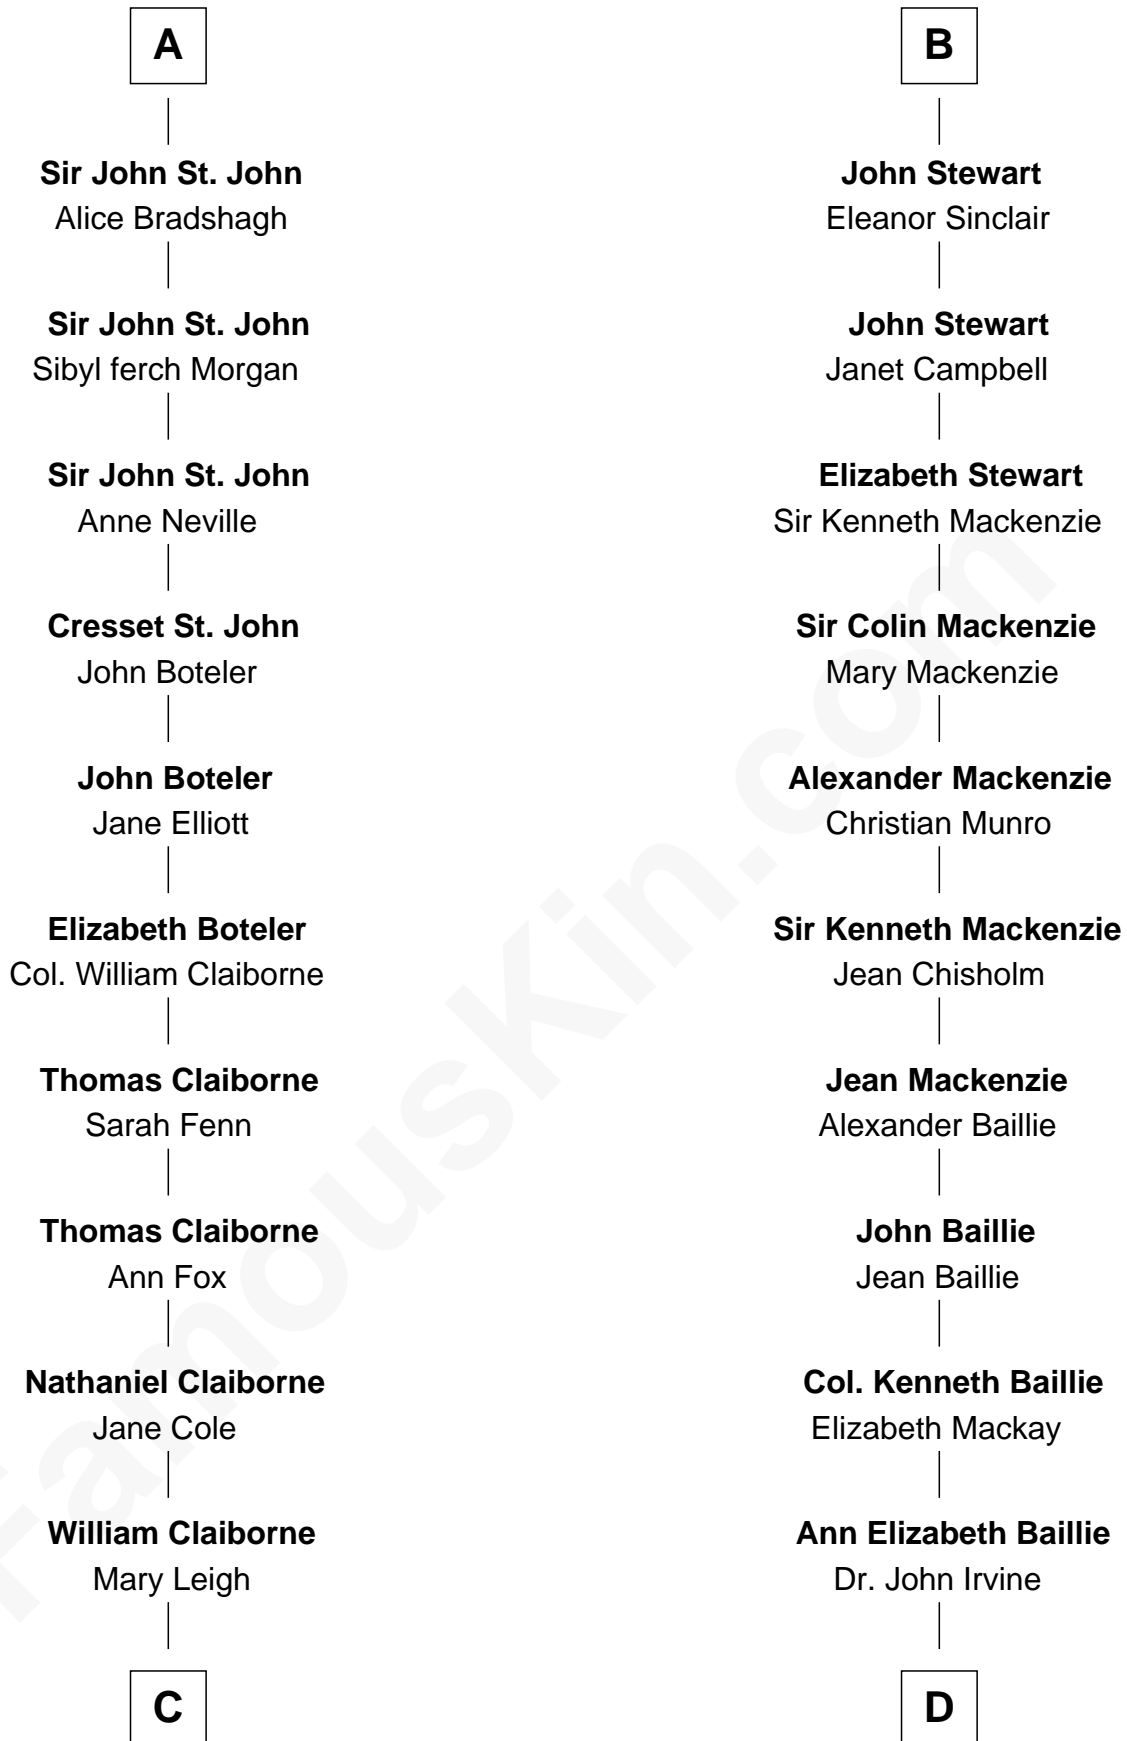 A
Sir John St. John
Alice Bradshagh
Sir John St. John
Sibyl ferch Morgan
Sir John St. John
Anne Neville
Cresset St. John
John Boteler
John Boteler
Jane Elliott
Elizabeth Boteler
Col. William Claiborne
Thomas Claiborne
Sarah Fenn
Thomas Claiborne
Ann Fox
Nathaniel Claiborne
Jane Cole
William Claiborne
Mary Leigh
C
B
John Stewart
Eleanor Sinclair
John Stewart
Janet Campbell
Elizabeth Stewart
Sir Kenneth Mackenzie
Sir Colin Mackenzie
Mary Mackenzie
Alexander Mackenzie
Christian Munro
Sir Kenneth Mackenzie
Jean Chisholm
Jean Mackenzie
Alexander Baillie
John Baillie
Jean Baillie
Col. Kenneth Baillie
Elizabeth Mackay
Ann Elizabeth Baillie
Dr. John Irvine
D
FamousKin.com